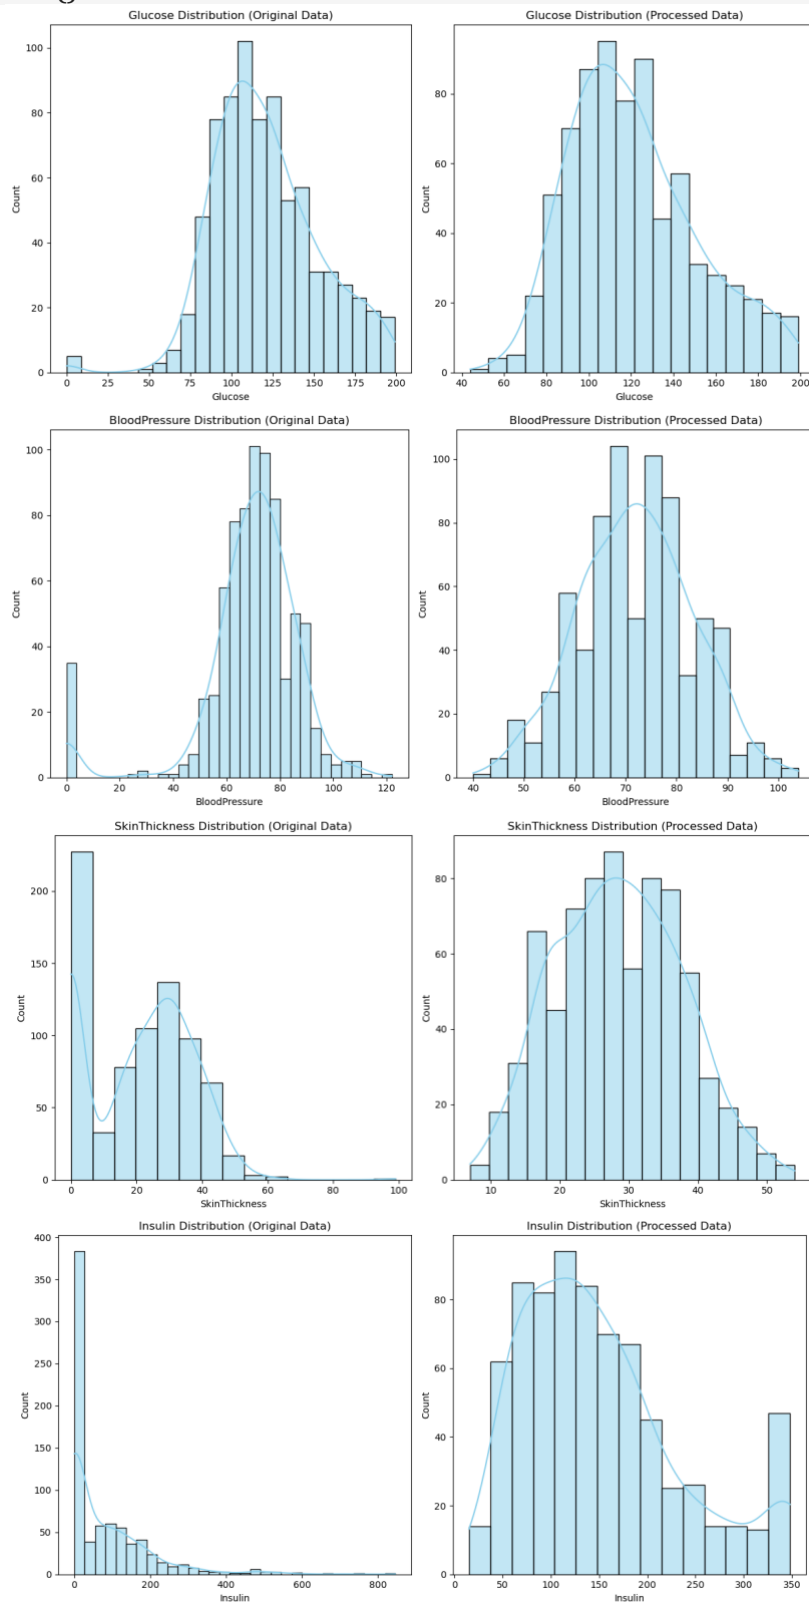 Glucose Distribution (Original Data)
100
80
60
40
20
0
Count
0 25 50 75 100 125 150 175 200
Glucose
Glucose Distribution (Processed Data)
80
60
40
20
0
Count
40 60 80 100 120 140 160 180 200
Glucose
BloodPressure Distribution (Original Data)
100
80
60
40
20
0
Count
0 20 40 60 80 100 120
BloodPressure
BloodPressure Distribution (Processed Data)
100
80
60
40
20
0
Count
40 50 60 70 80 90 100
BloodPressure
SkinThickness Distribution (Original Data)
200
150
100
50
0
Count
0 20 40 60 80 100
SkinThickness
SkinThickness Distribution (Processed Data)
80
60
40
20
0
Count
10 20 30 40 50
SkinThickness
Insulin Distribution (Original Data)
400
350
300
250
200
150
100
50
0
Count
0 200 400 600 800
Insulin
Insulin Distribution (Processed Data)
80
60
40
20
0
Count
0 50 100 150 200 250 300 350
Insulin